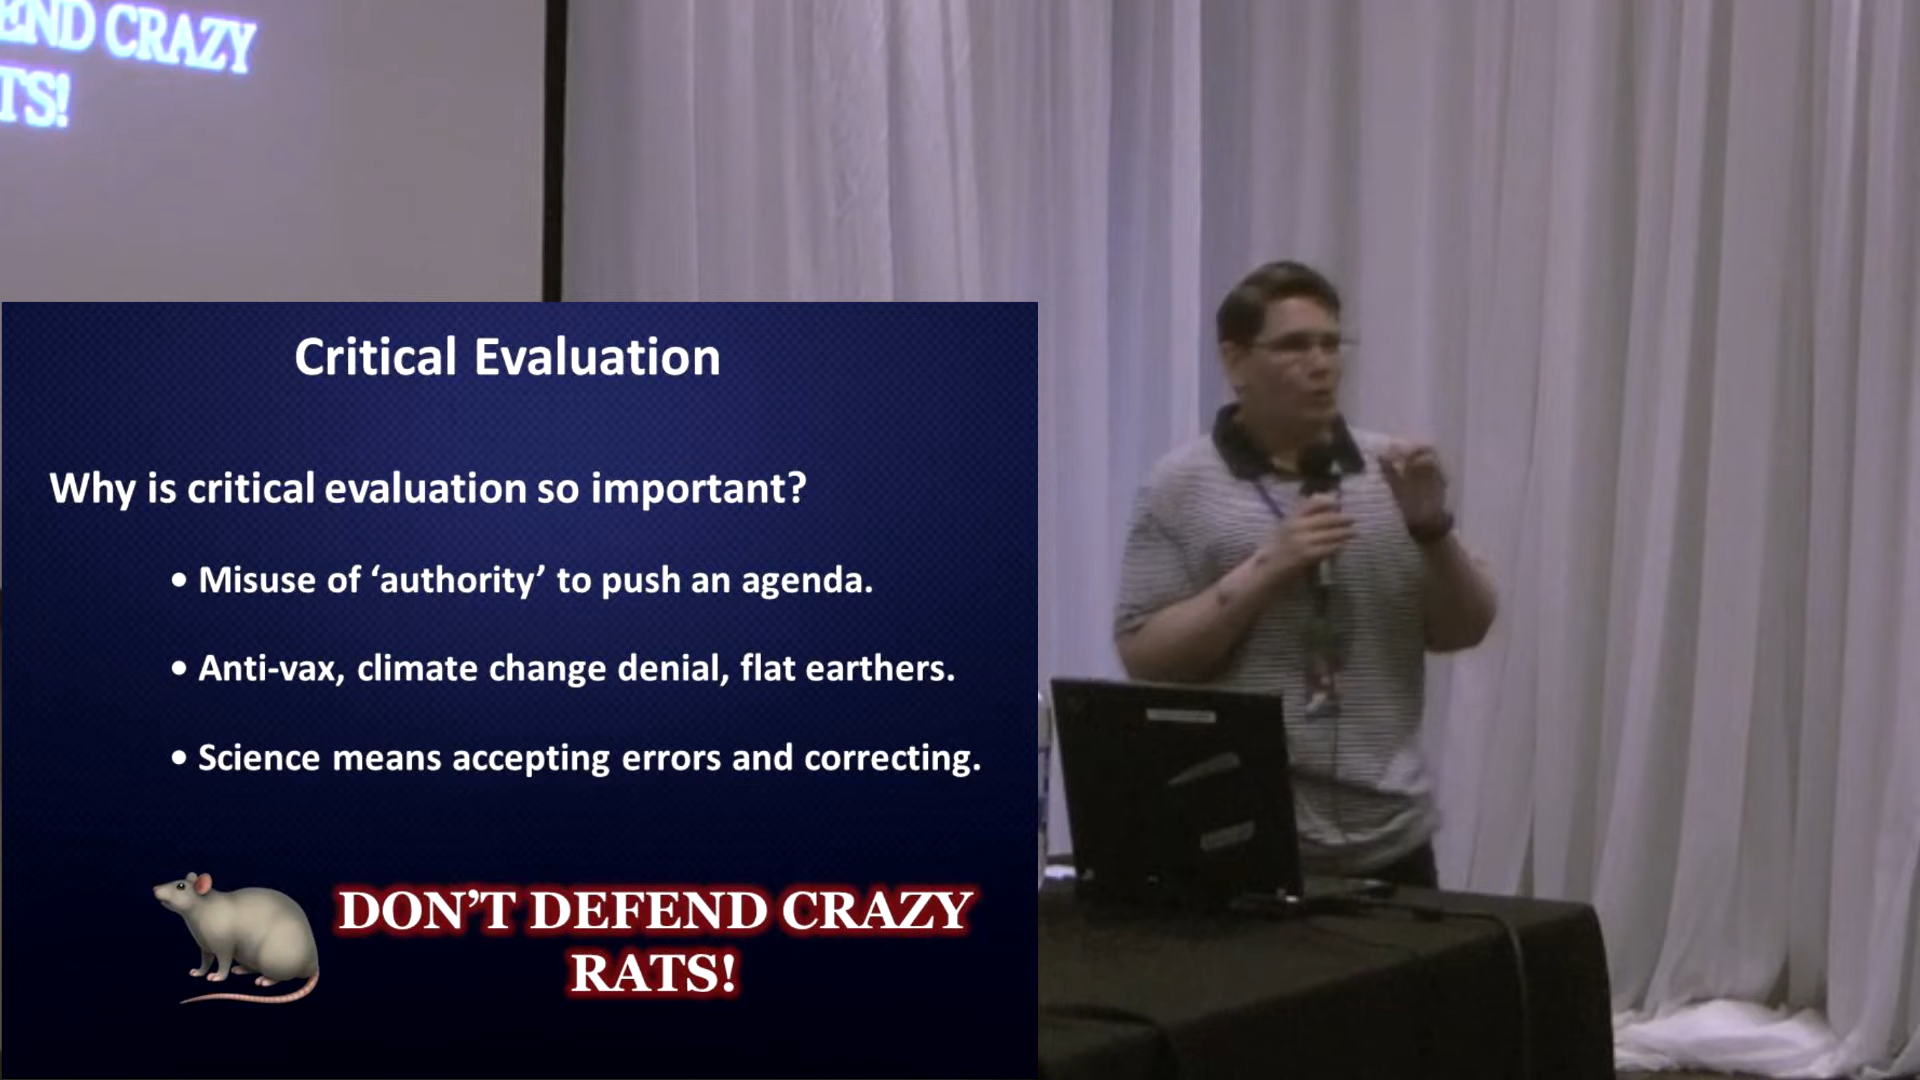 END CRAZY
TS!
Critical Evaluation
Why is critical evaluation so important?
• Misuse of ‘authority’ to push an agenda.
• Anti-vax, climate change denial, flat earthers.
• Science means accepting errors and correcting.
DON’T DEFEND CRAZY
RATS!